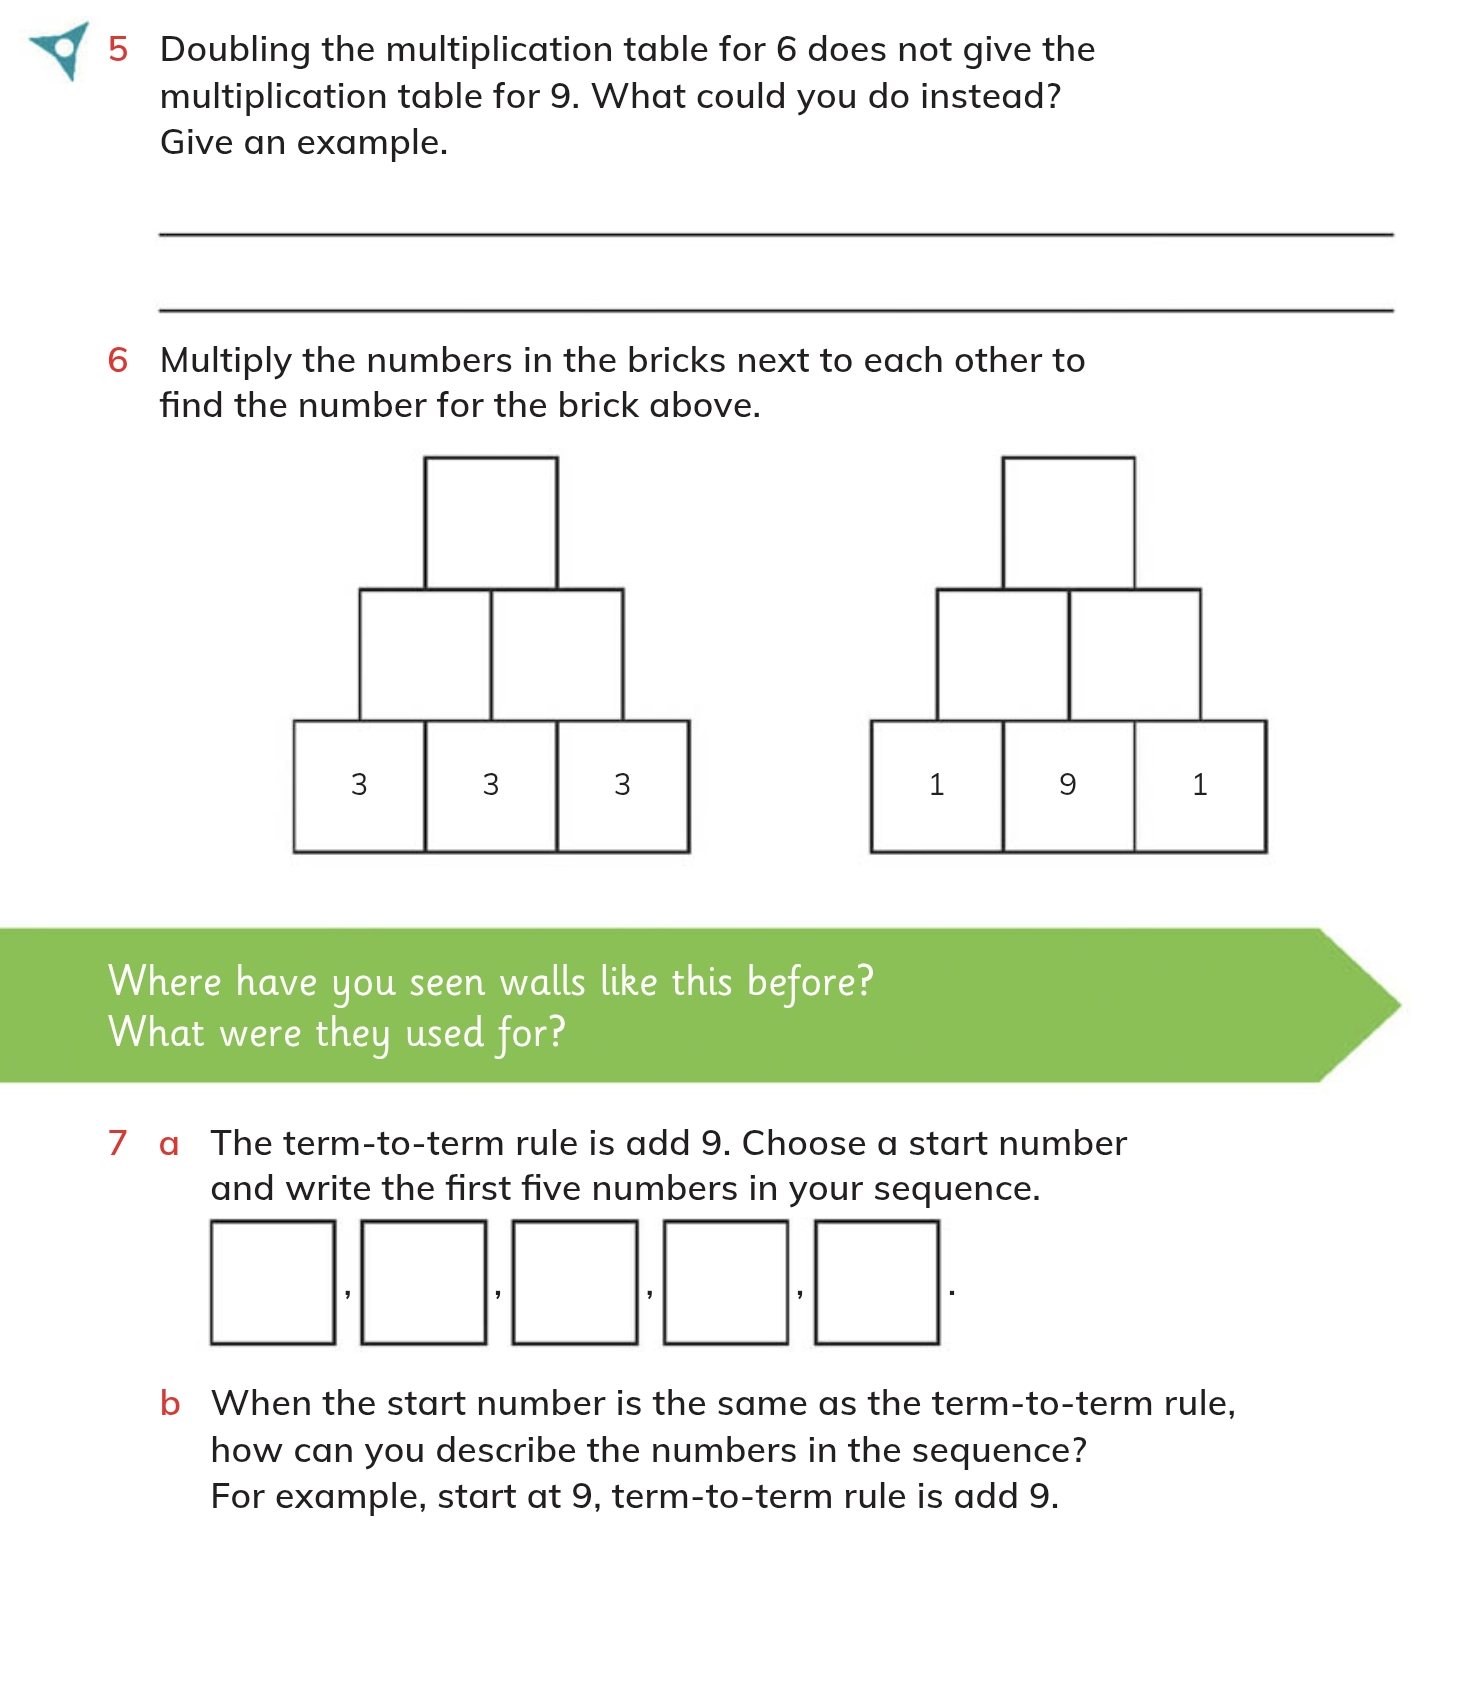 5 Doubling the multiplication table for 6 does not give the
multiplication table for 9. What could you do instead?
Give an example.
6 Multiply the numbers in the bricks next to each other to
find the number for the brick above.
3 3 3 1 9 1
Where have you seen walls like this before?
What were they used for?
7 a The term-to-term rule is add 9. Choose a start number
and write the first five numbers in your sequence.
, , , , .
b When the start number is the same as the term-to-term rule,
how can you describe the numbers in the sequence?
For example, start at 9, term-to-term rule is add 9.